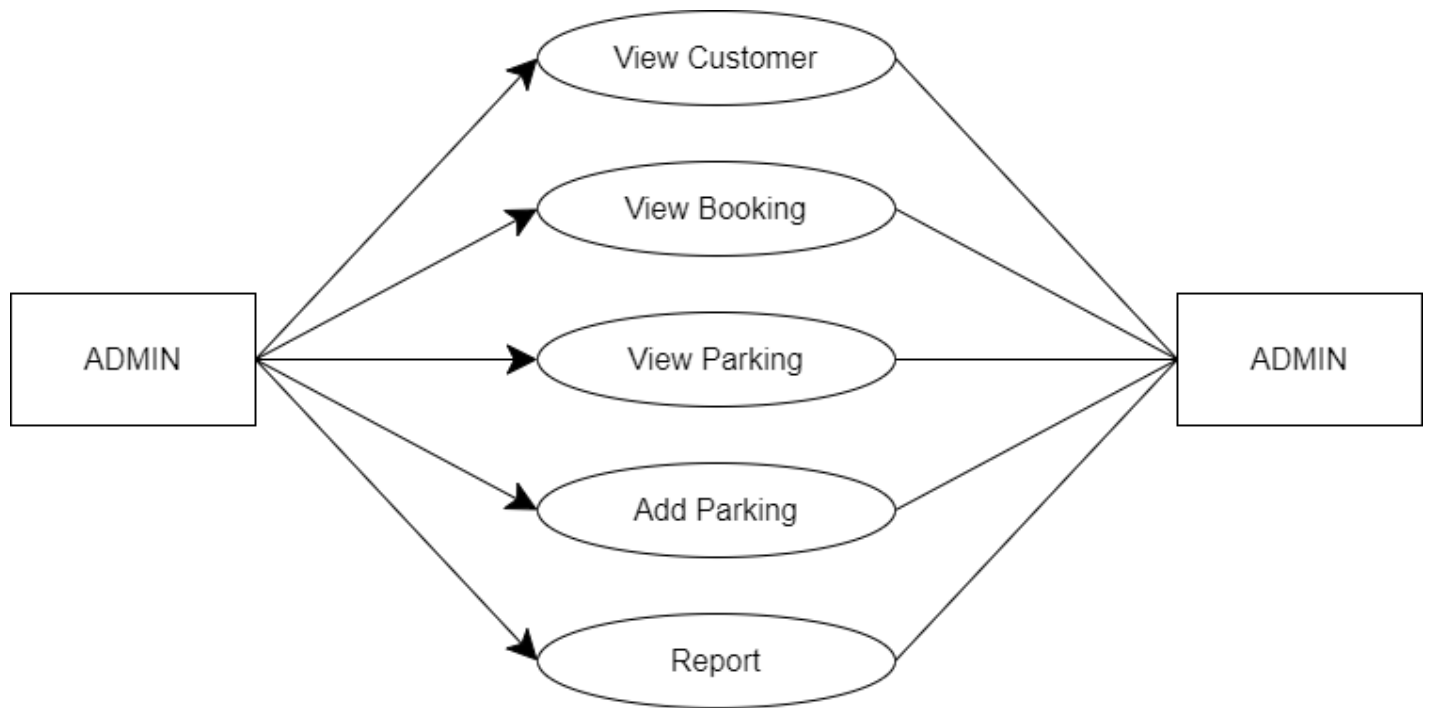 View Customer
View Booking
ADMIN
View Parking
ADMIN
Add Parking
Report